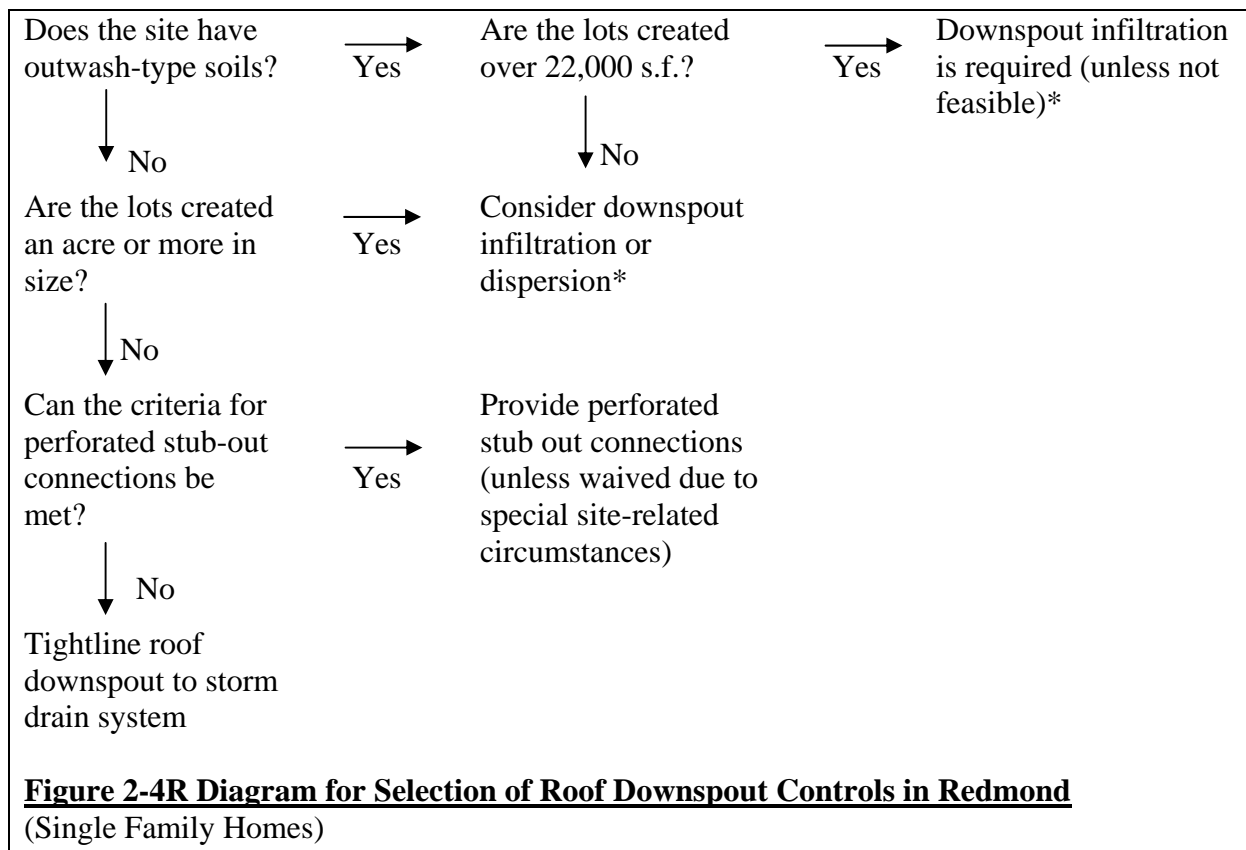 Does the site have
outwash-type soils?
Yes
Are the lots created
over 22,000 s.f.?
Yes
Downspout infiltration
is required (unless not
feasible)*
No
No
Are the lots created
an acre or more in
size?
Yes
Consider downspout
infiltration or
dispersion*
No
Can the criteria for
perforated stub-out
connections be
met?
Yes
Provide perforated
stub out connections
(unless waived due to
special site-related
circumstances)
No
Tightline roof
downspout to storm
drain system
Figure 2-4R Diagram for Selection of Roof Downspout Controls in Redmond
(Single Family Homes)